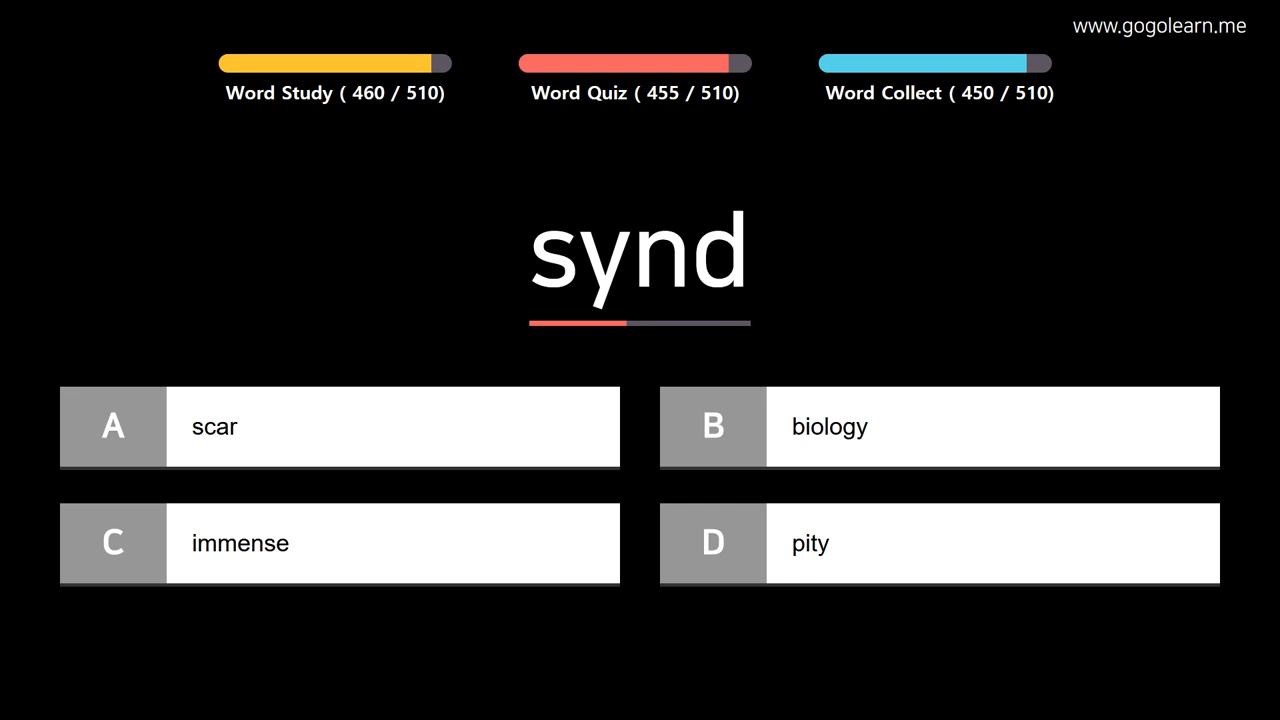 www.gogolearn.me
Word Study ( 460 / 510)
Word Quiz ( 455 / 510)
Word Collect ( 450 / 510)
synd
A scar
B biology
C immense
D pity